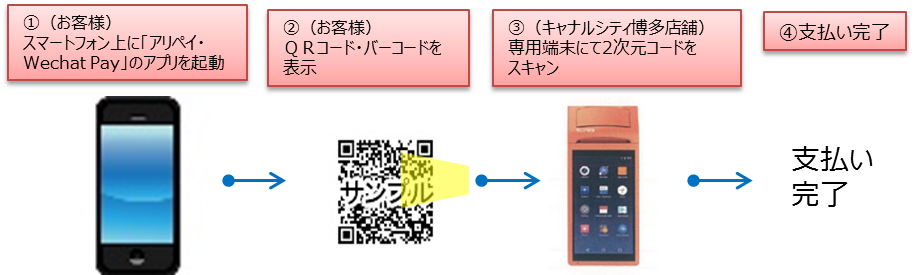 ①（お客様）
スマートフォン上に「アリペイ・
Wechat Pay」のアプリを起動
②（お客様）
ＱＲコード・バーコードを
表示
③（キャナルシティ博多店舗）
専用端末にて2次元コードを
スキャン
④支払い完了
サンプル
支払い
完了